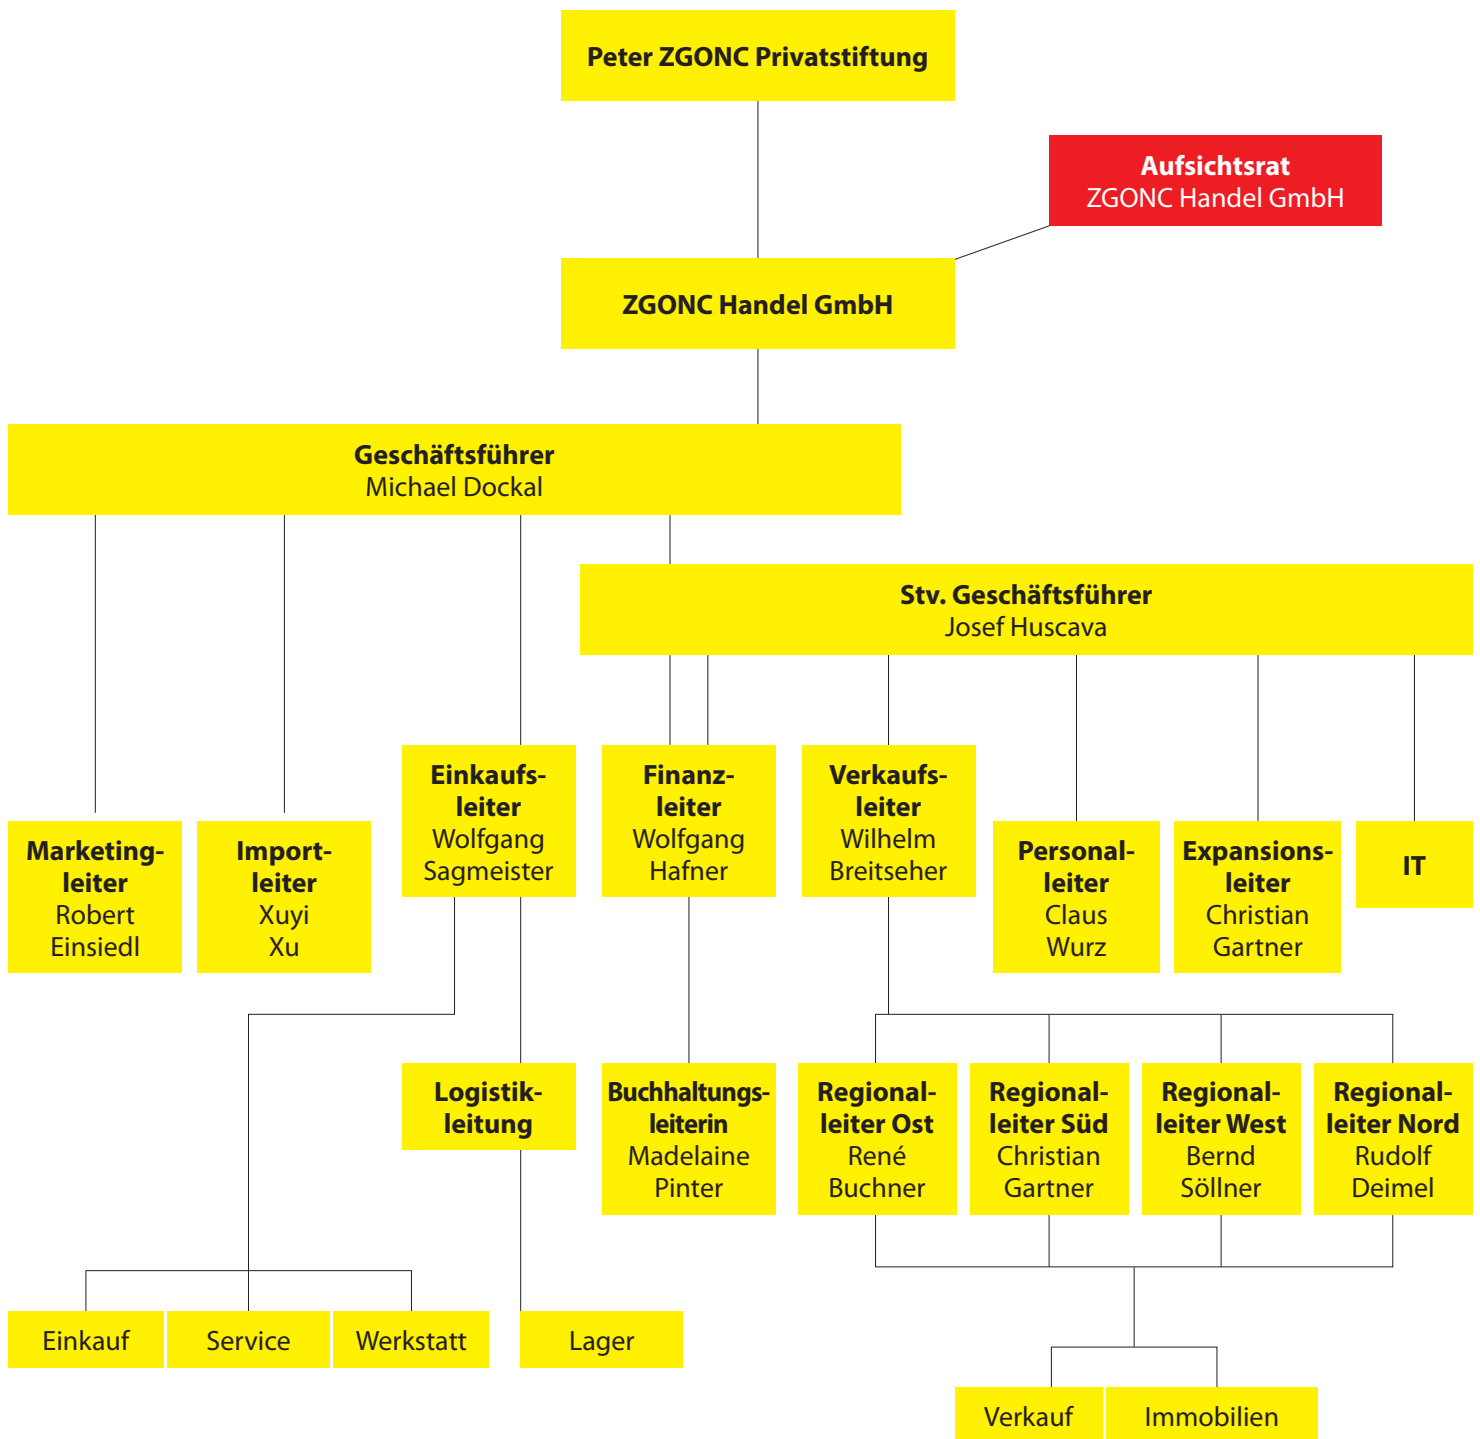 Peter ZGONC Privatstiftung
Aufsichtsrat
ZGONC Handel GmbH
ZGONC Handel GmbH
Geschäftsführer
Michael Dockal
Stv. Geschäftsführer
Josef Huscava
Marketing-
leiter
Robert
Einsiedl
Import-
leiter
Xuyi
Xu
Einkaufs-
leiter
Wolfgang
Sagmeister
Finanz-
leiter
Wolfgang
Hafner
Verkaufs-
leiter
Wilhelm
Breitseher
Personal-
leiter
Claus
Wurz
Expansions-
leiter
Christian
Gartner
IT
Logistik-
leitung
Buchhaltungs-
leiterin
Madelaine
Pinter
Regional-
leiter Ost
René
Buchner
Regional-
leiter Süd
Christian
Gartner
Regional-
leiter West
Bernd
Söllner
Regional-
leiter Nord
Rudolf
Deimel
Einkauf
Service
Werkstatt
Lager
Verkauf
Immobilien